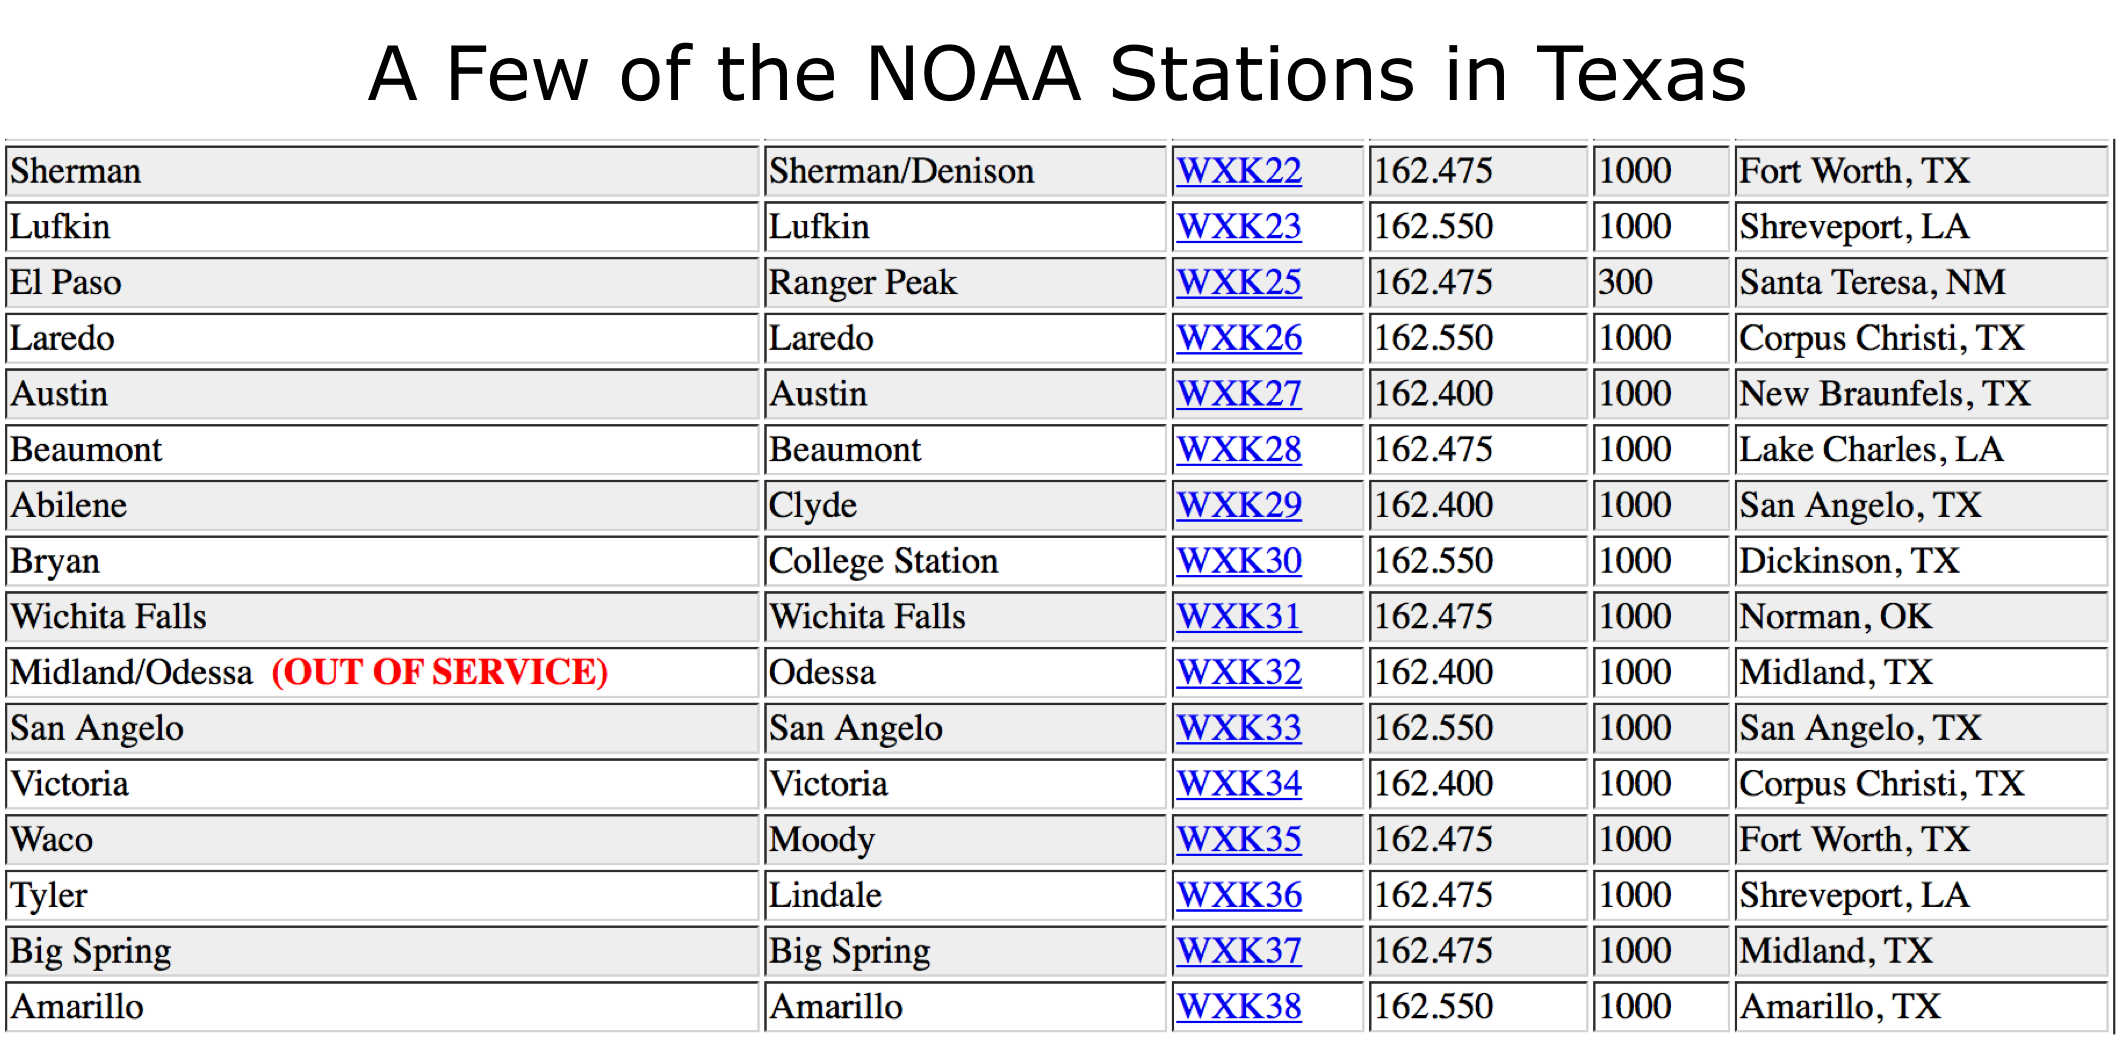 A Few of the NOAA Stations in Texas
Sherman Sherman/Denison WXK22 162.475 1000 Fort Worth, TX
Lufkin Lufkin WXK23 162.550 1000 Shreveport, LA
El Paso Ranger Peak WXK25 162.475 300 Santa Teresa, NM
Laredo Laredo WXK26 162.550 1000 Corpus Christi, TX
Austin Austin WXK27 162.400 1000 New Braunfels, TX
Beaumont Beaumont WXK28 162.475 1000 Lake Charles, LA
Abilene Clyde WXK29 162.400 1000 San Angelo, TX
Bryan College Station WXK30 162.550 1000 Dickinson, TX
Wichita Falls Wichita Falls WXK31 162.475 1000 Norman, OK
Midland/Odessa (OUT OF SERVICE) Odessa WXK32 162.400 1000 Midland, TX
San Angelo San Angelo WXK33 162.550 1000 San Angelo, TX
Victoria Victoria WXK34 162.400 1000 Corpus Christi, TX
Waco Moody WXK35 162.475 1000 Fort Worth, TX
Tyler Lindale WXK36 162.475 1000 Shreveport, LA
Big Spring Big Spring WXK37 162.475 1000 Midland, TX
Amarillo Amarillo WXK38 162.550 1000 Amarillo, TX